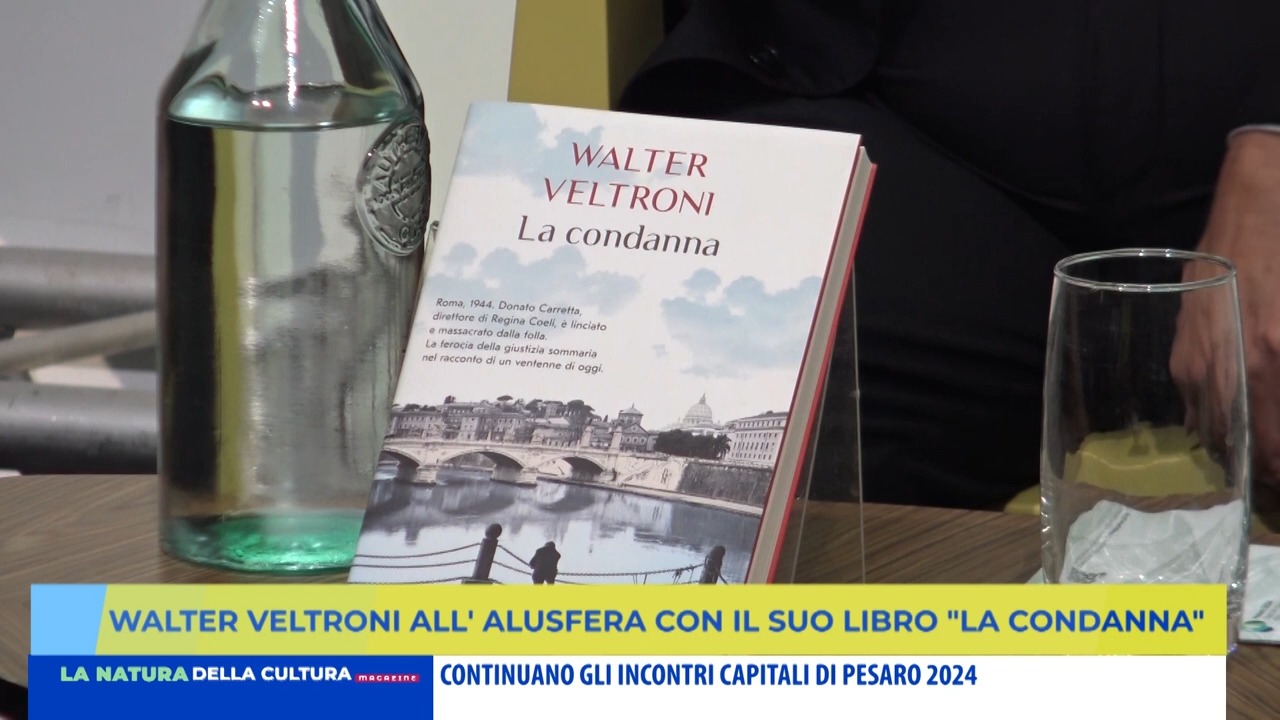 WALTER
VELTRONI
La condanna
Roma, 1944. Donato Carretta,
direttore di Regina Coeli, è linciato
e massacrato dalla folla.
La ferocia della giustizia sommaria
nel racconto di un ventenne di oggi.
WALTER VELTRONI ALL' ALUSFERA CON IL SUO LIBRO "LA CONDANNA"
LA NATURA DELLA CULTURA MAGAZINE
CONTINUANO GLI INCONTRI CAPITALI DI PESARO 2024